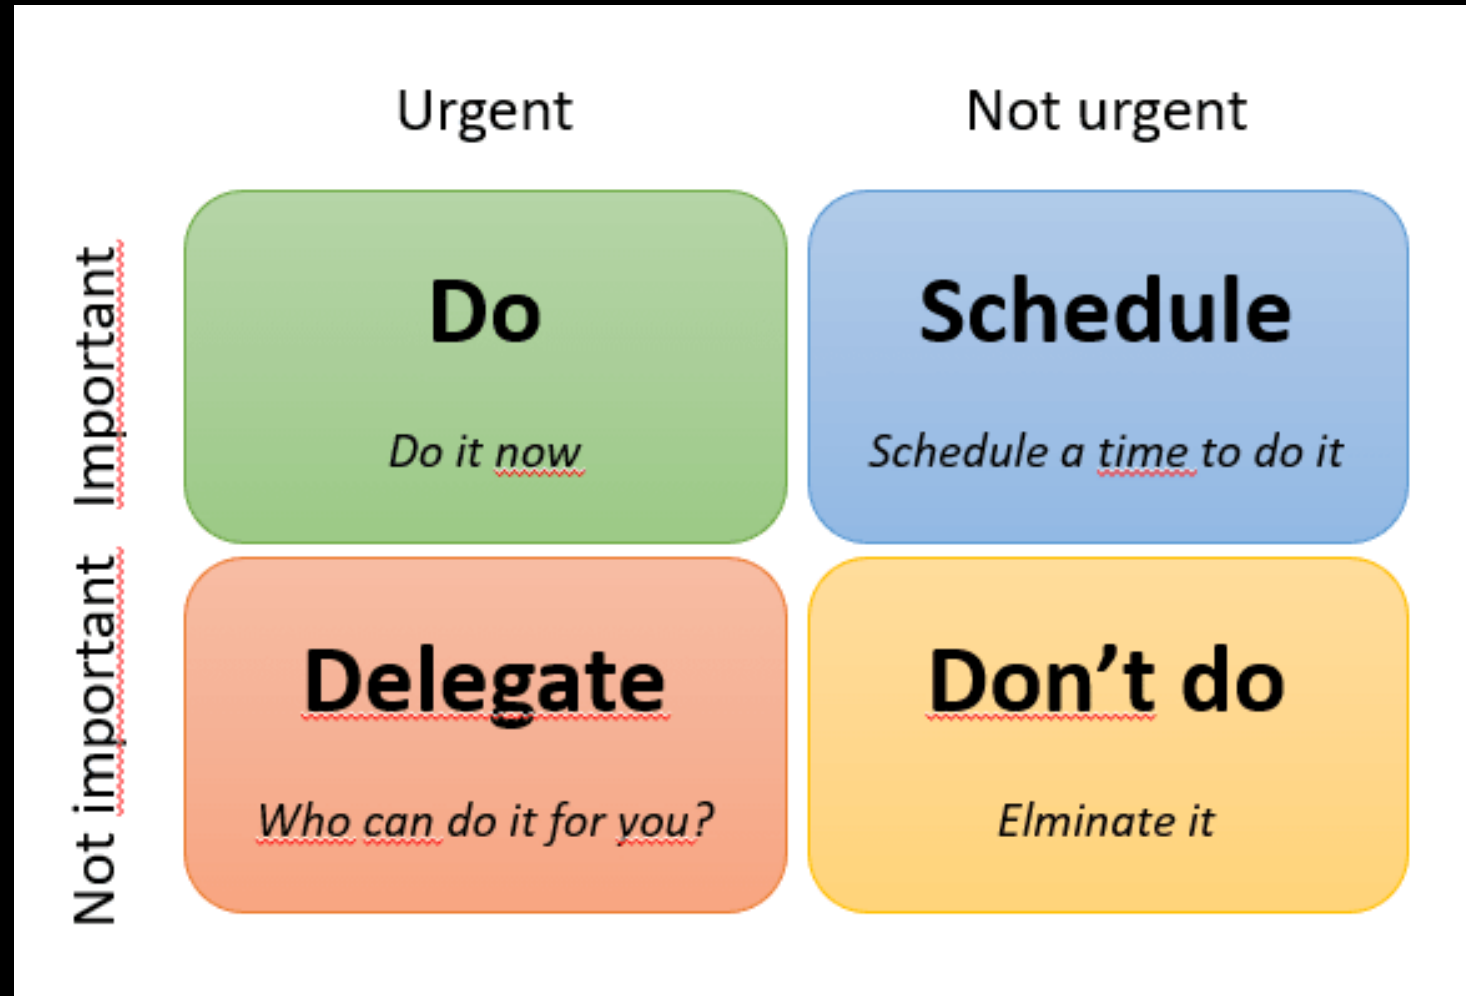 Urgent
Not urgent
Important
Do
Do it now
Schedule
Schedule a time to do it
Not important
Delegate
Who can do it for you?
Don’t do
Elminate it